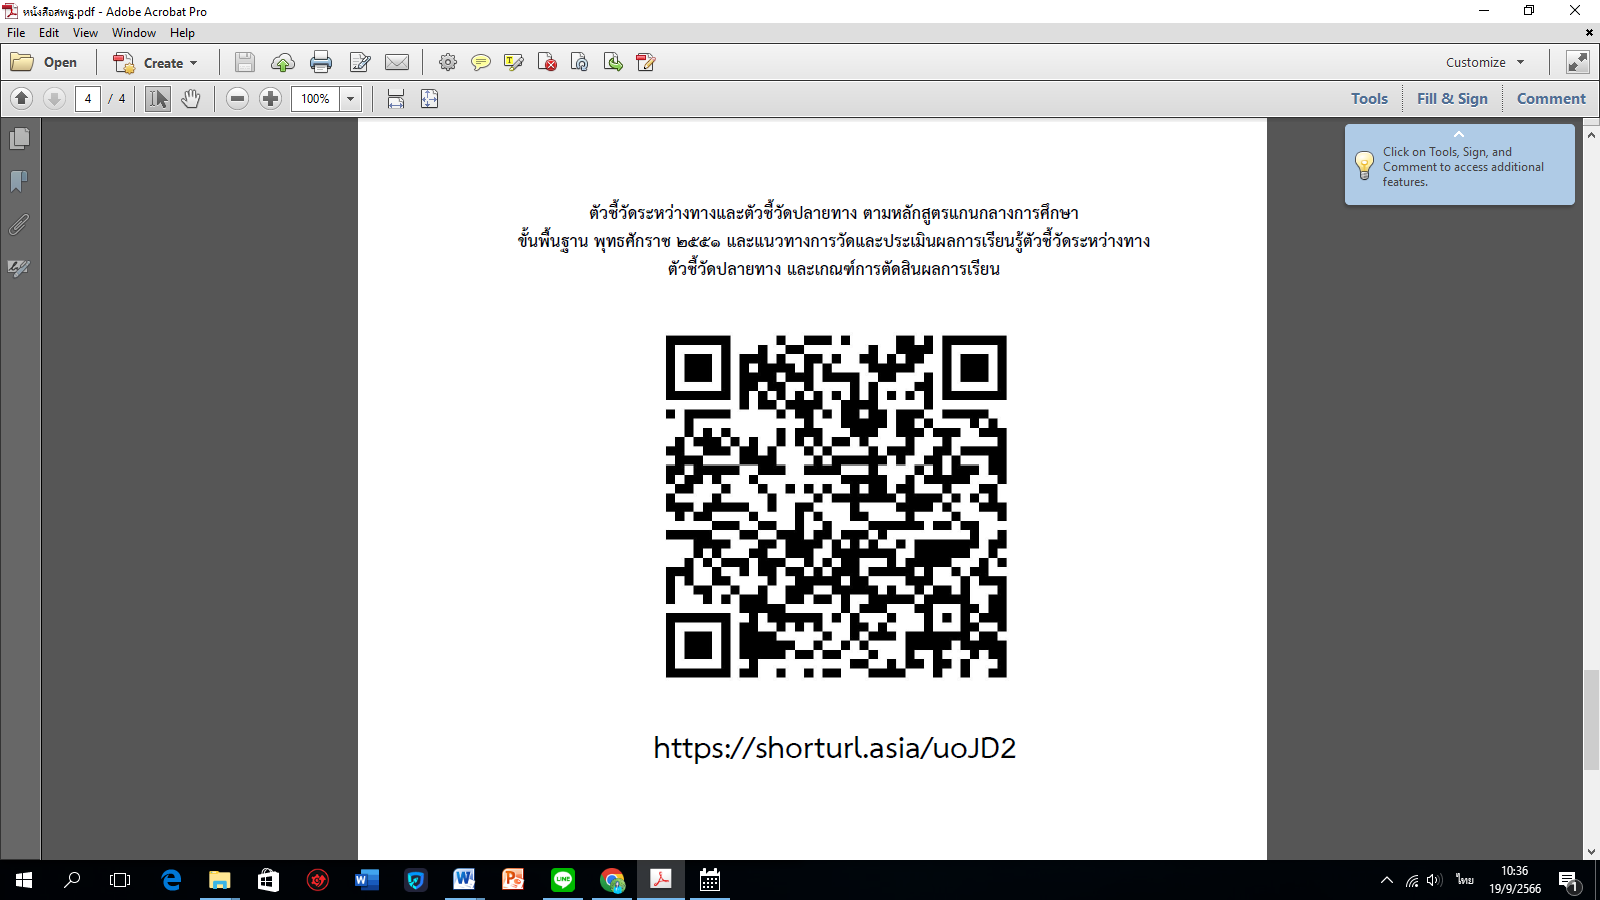 หนังสือสพฐ.pdf - Adobe Acrobat Pro
File Edit View Window Help
Open Create Customize
4 / 4 100% Tools Fill & Sign Comment
Click on Tools, Sign, and
Comment to access additional
features.
ตัวชี้วัดระหว่างทางและตัวชี้วัดปลายทาง ตามหลักสูตรแกนกลางการศึกษา
ขั้นพื้นฐาน พุทธศักราช ๒๕๕๑ และแนวทางการวัดและประเมินผลการเรียนรู้ตัวชี้วัดระหว่างทาง
ตัวชี้วัดปลายทาง และเกณฑ์การตัดสินผลการเรียน
https://shorturl.asia/uoJD2
ไทย
10:36
19/9/2566
1